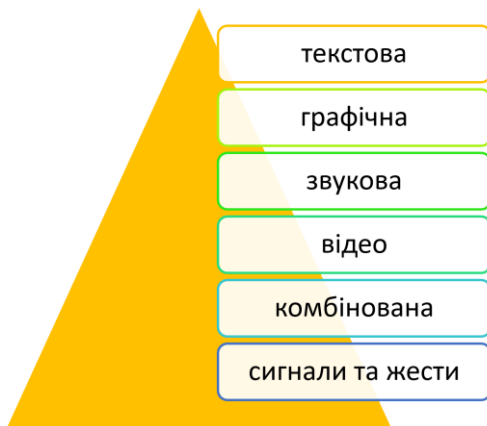 текстова
графічна
звукова
відео
комбінована
сигнали та жести